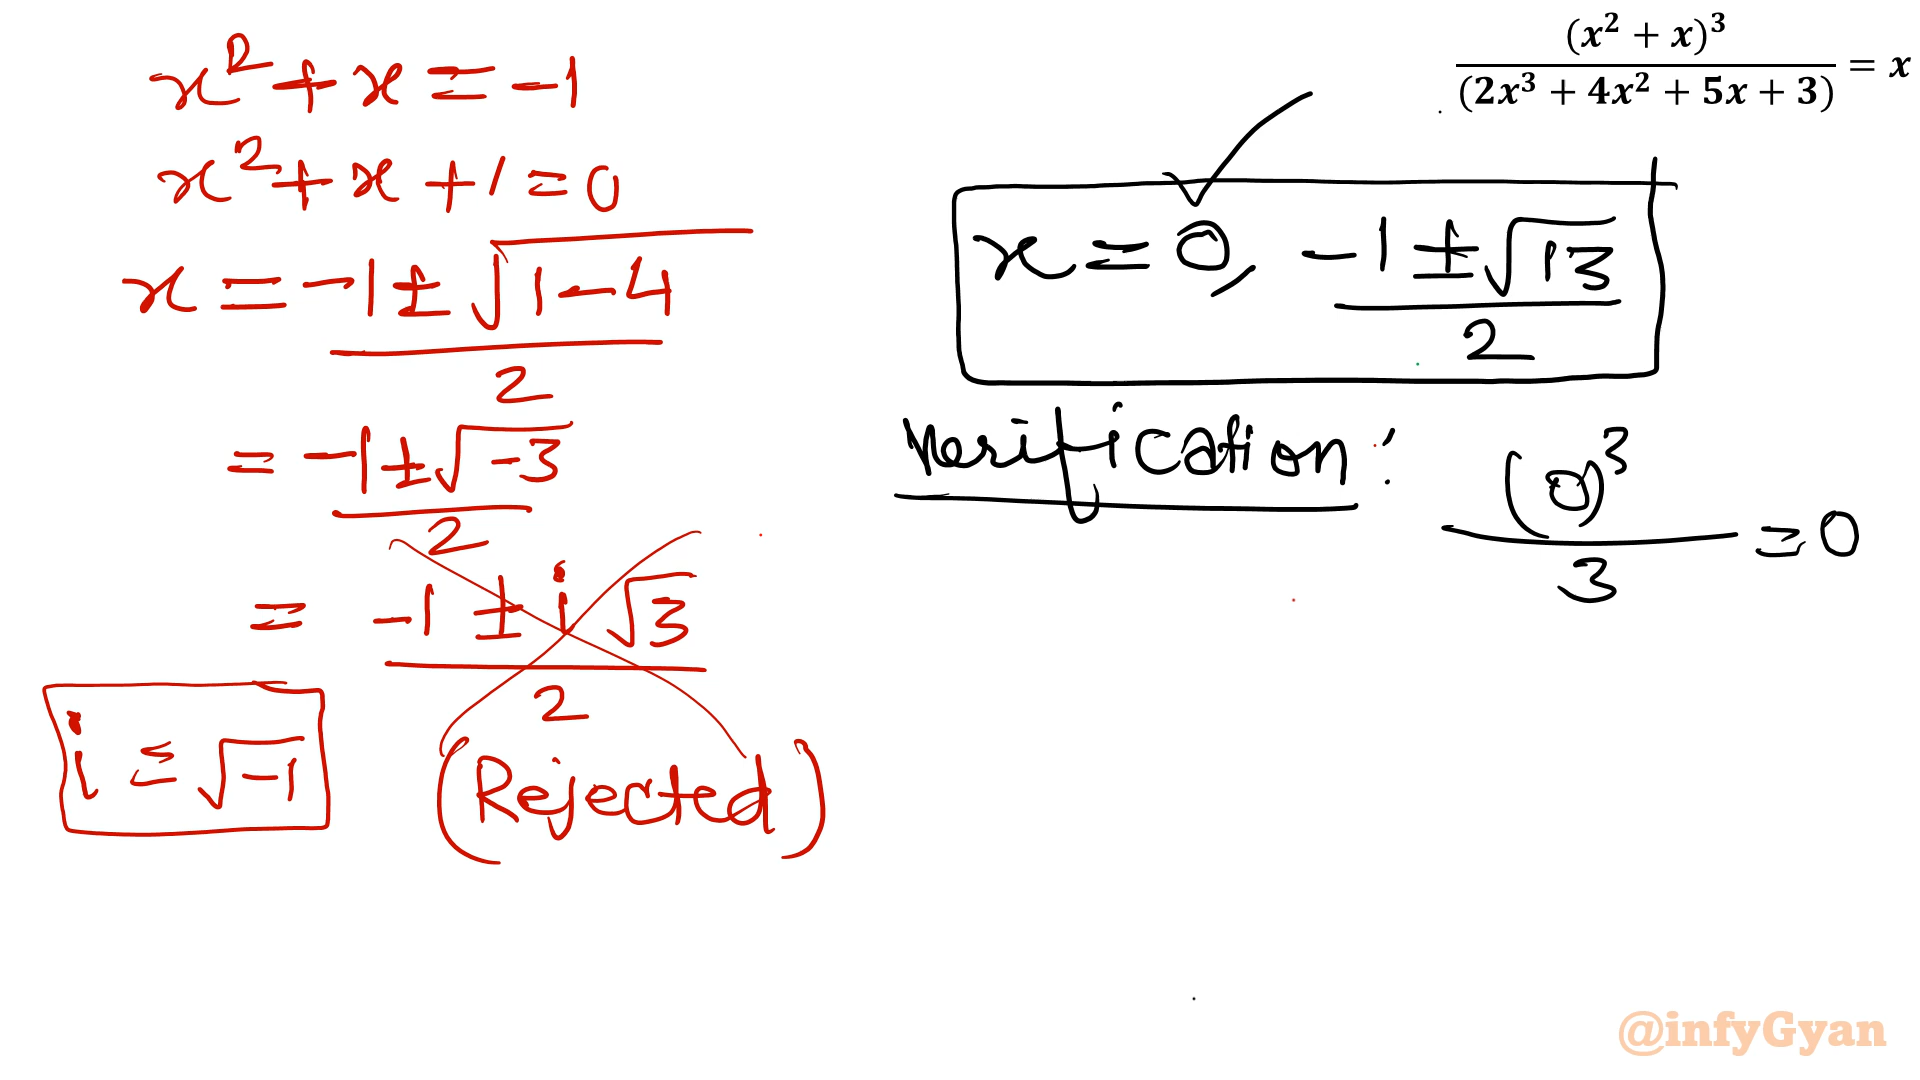 x² + x = -1
x² + x + 1 = 0
x = -1 ± √1 - 4
2
= -1 ± √-3
2
= -1 ± i √3
2
i = √-1
(Rejected)
(x² + x)³
(2x³ + 4x² + 5x + 3) = x
x = 0, -1 ± √13
2
Verification :
(0)³
3 = 0
@infyGyan